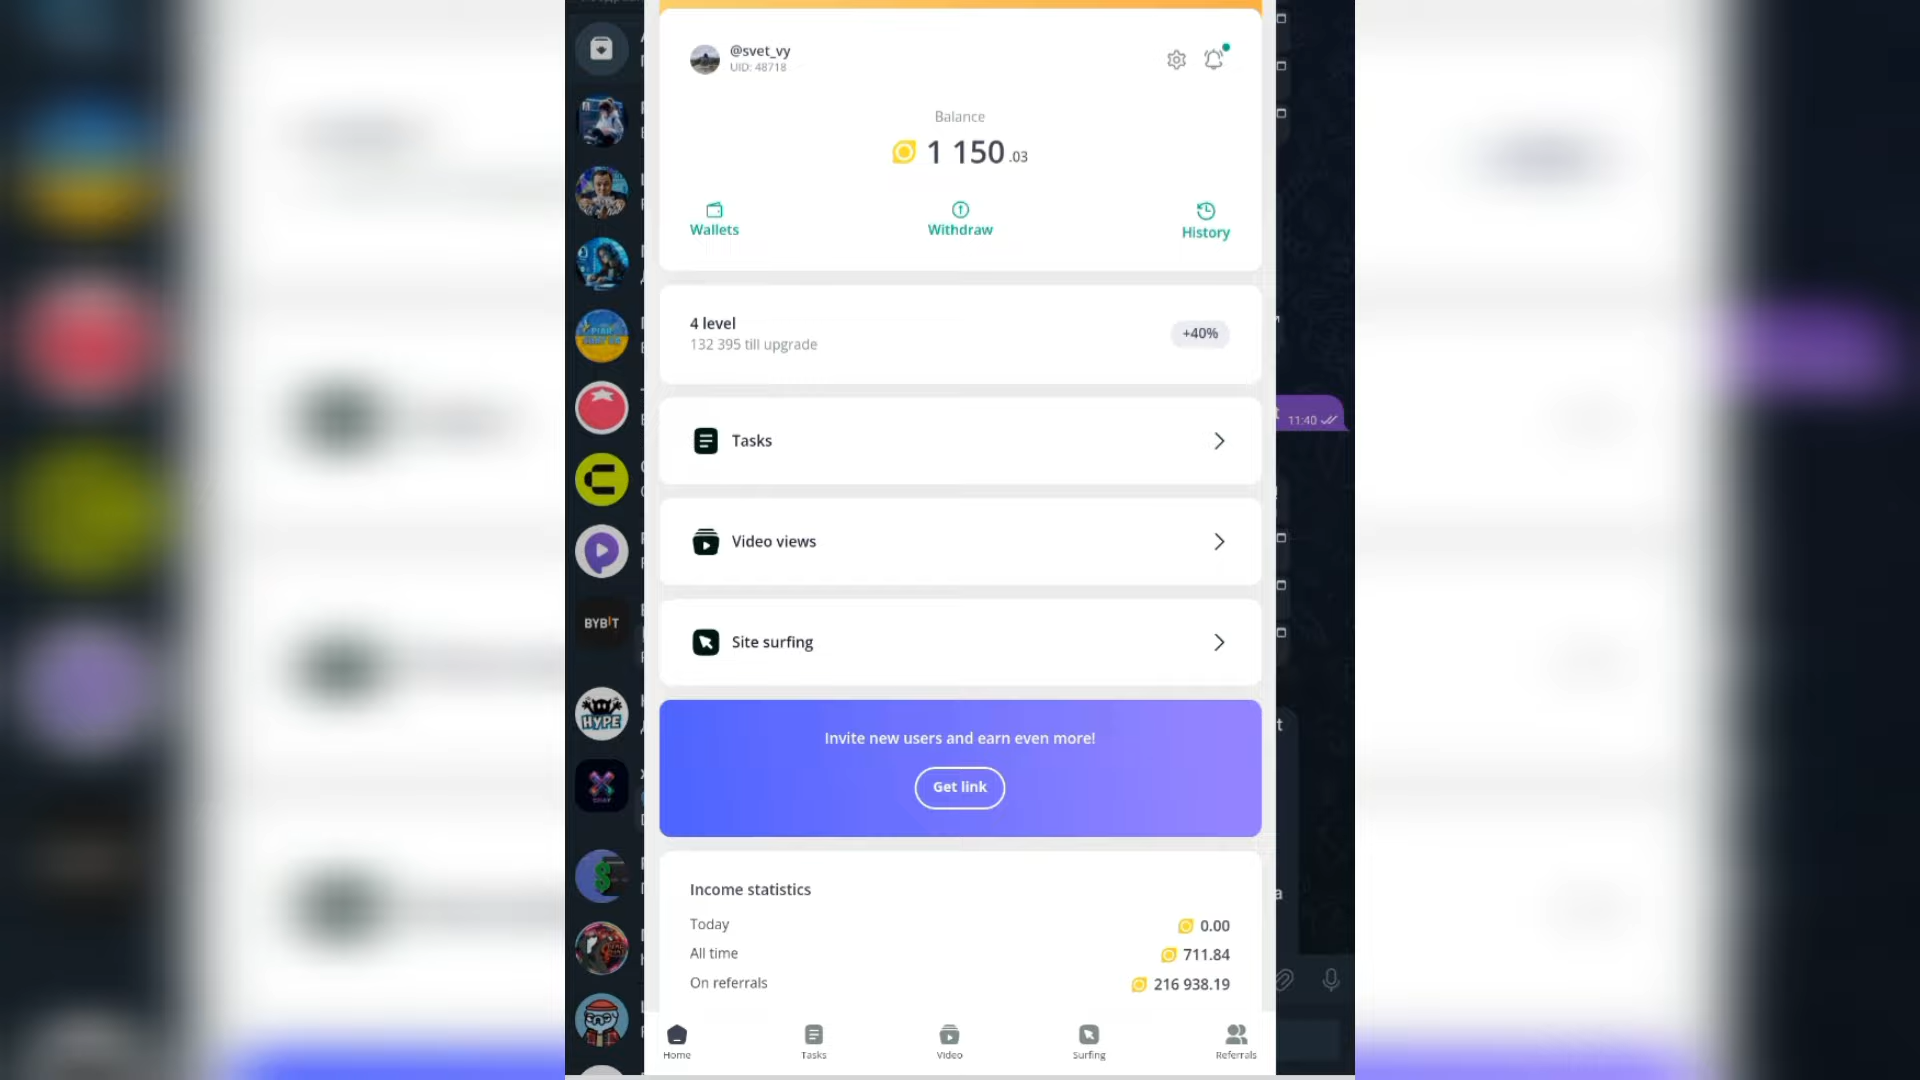 @svet_vy
UID: 48718
Balance
1 150.03
Wallets
Withdraw
History
4 level
132 395 till upgrade
+40%
Tasks
11:40
Video views
BYBIT
Site surfing
HYPE
Invite new users and earn even more!
Get link
Income statistics
Today
0.00
All time
711.84
On referrals
216 938.19
Home
Tasks
Video
Surfing
Referrals